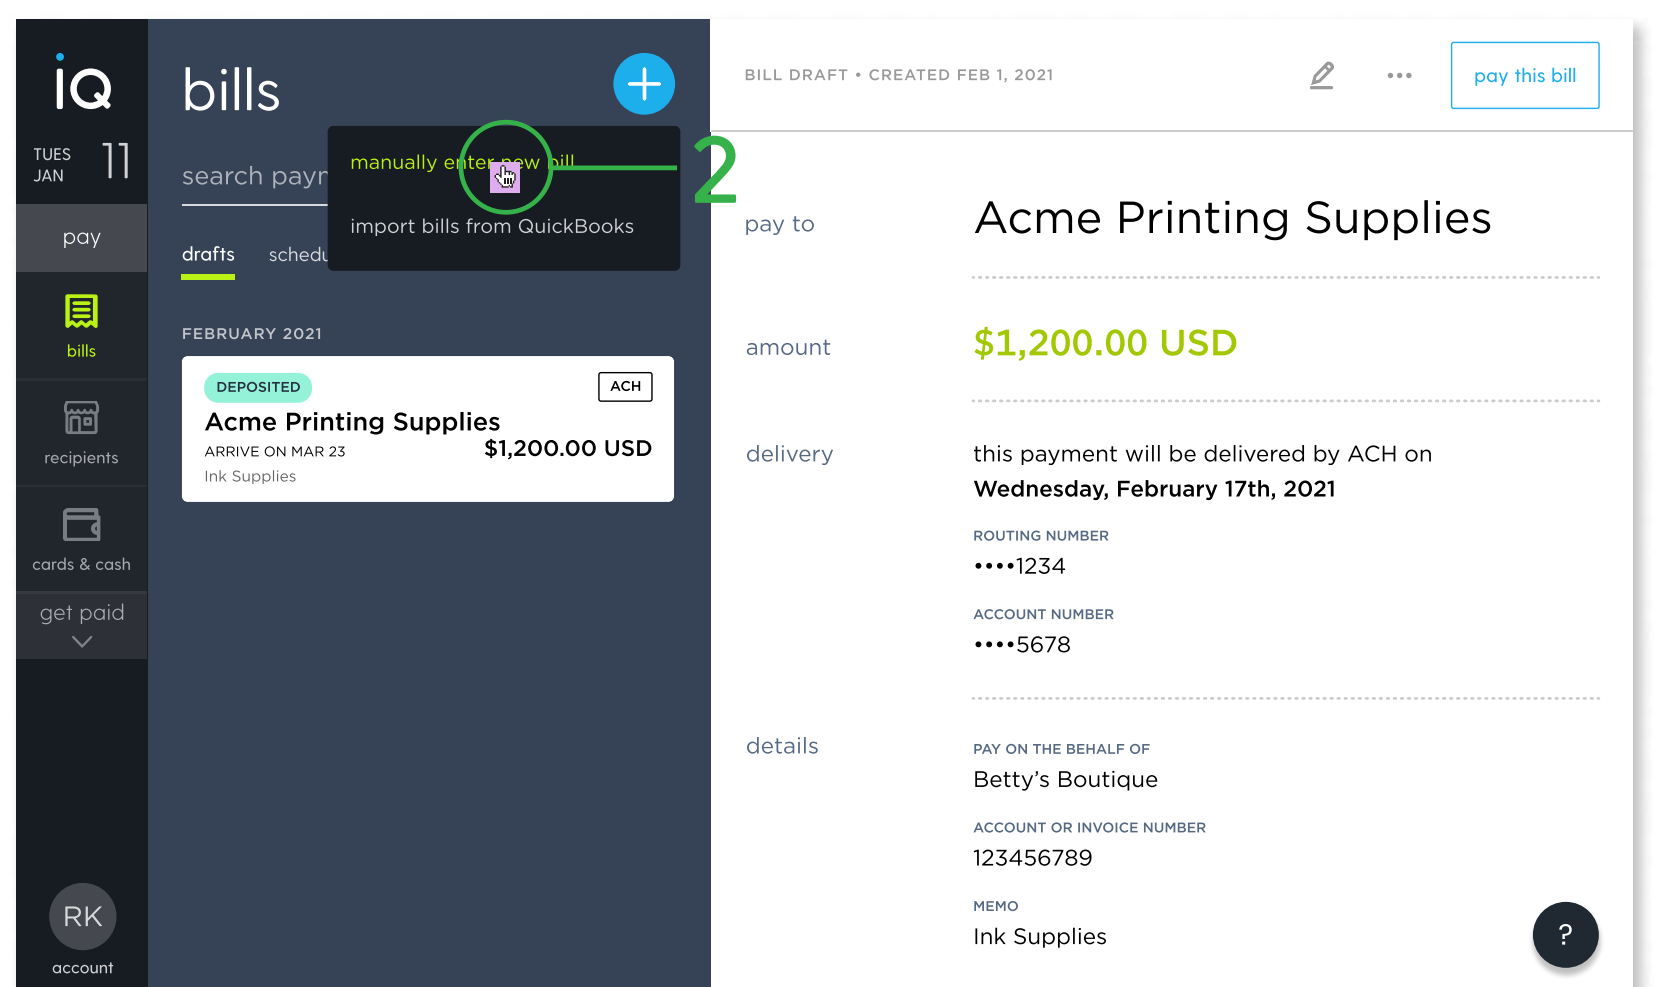 iQ
TUES
JAN
11
pay
bills
recipients
cards & cash
get paid
RK
account
bills
search payr
manually enter new bill
import bills from QuickBooks
2
drafts
schedu
FEBRUARY 2021
DEPOSITED
ACH
Acme Printing Supplies
ARRIVE ON MAR 23
$1,200.00 USD
Ink Supplies
BILL DRAFT • CREATED FEB 1, 2021
pay this bill
pay to
Acme Printing Supplies
amount
$1,200.00 USD
delivery
this payment will be delivered by ACH on
Wednesday, February 17th, 2021
ROUTING NUMBER
••••1234
ACCOUNT NUMBER
••••5678
details
PAY ON THE BEHALF OF
Betty’s Boutique
ACCOUNT OR INVOICE NUMBER
123456789
MEMO
Ink Supplies
?